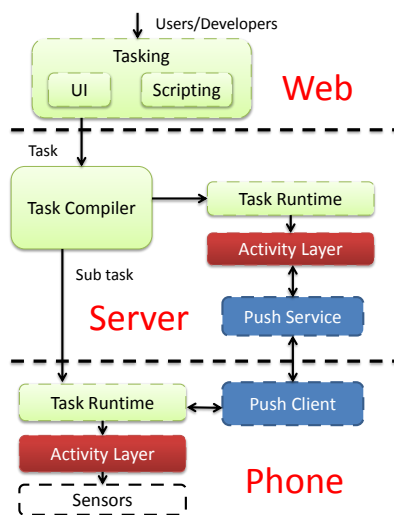 Users/Developers
Tasking
UI
Scripting
Web
Task
Task Compiler
Task Runtime
Activity Layer
Sub task
Server
Push Service
Task Runtime
Push Client
Activity Layer
Phone
Sensors